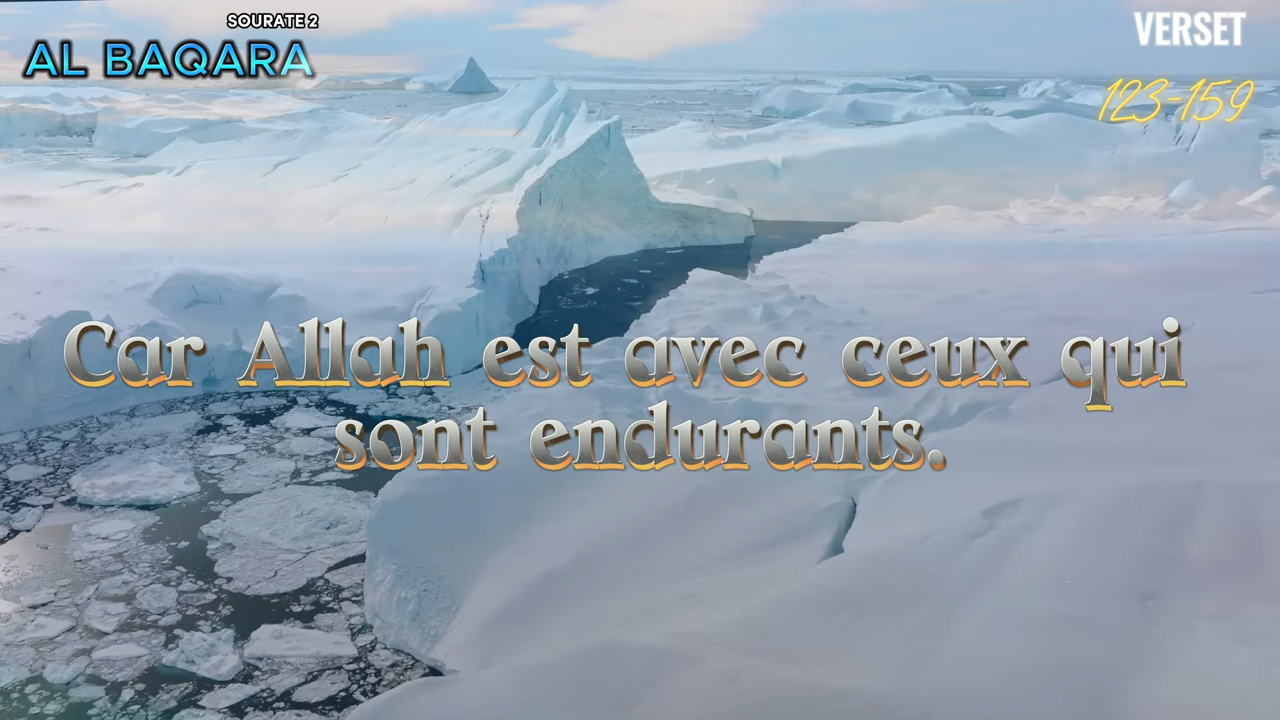 SOURATE 2
AL BAQARA
VERSET
123-159
Car Allah est avec ceux qui
sont endurants.